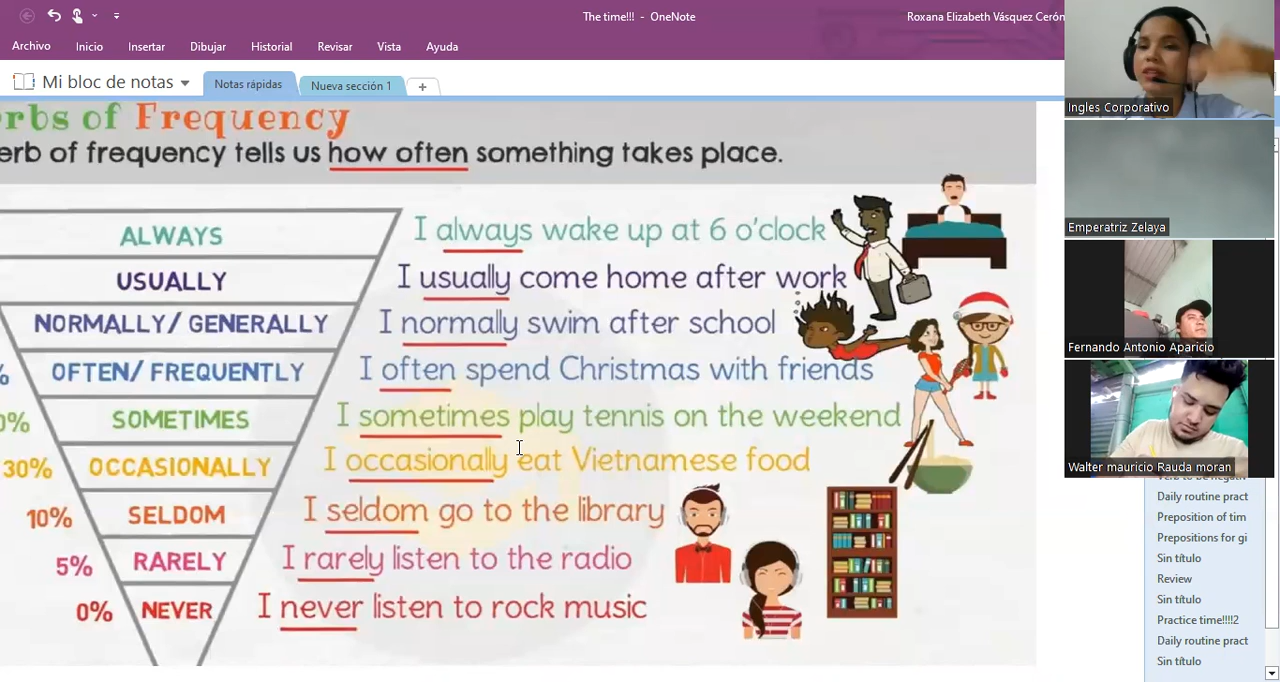 The time!!! - OneNote
Roxana Elizabeth Vásquez Cerón
Archivo Inicio Insertar Dibujar Historial Revisar Vista Ayuda
Mi bloc de notas Notas rápidas Nueva sección 1 +
erbs of Frequency
erb of frequency tells us how often something takes place.
ALWAYS I always wake up at 6 o'clock
USUALLY I usually come home after work
NORMALLY/ GENERALLY I normally swim after school
% OFTEN/ FREQUENTLY I often spend Christmas with friends
0% SOMETIMES I sometimes play tennis on the weekend
30% OCCASIONALLY I occasionally eat Vietnamese food
10% SELDOM I seldom go to the library
5% RARELY I rarely listen to the radio
0% NEVER I never listen to rock music
Ingles Corporativo
Emperatriz Zelaya
Fernando Antonio Aparicio
Walter mauricio Rauda moran
Daily routine pract
Preposition of tim
Prepositions for gi
Sin título
Review
Sin título
Practice time!!!!2
Daily routine pract
Sin título